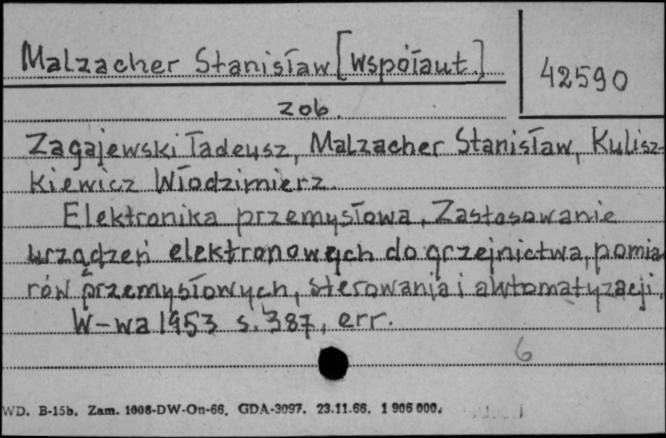 Malzacher Stanisław [współaut.]
42590
zob.
Zagajewski Tadeusz, Malzacher Stanisław, Kulisz-
kiewicz Włodzimierz.
Elektronika przemysłowa. Zastosowanie
urządzeń elektronowych do grzejnictwa, pomia-
rów przemysłowych, sterowania i automatyzacji.
W-wa 1953 s. 387, err.
6
WD. B-15b. Zam. 1008-DW-On-66. GDA-3097. 23.11.66. 1 906 000.